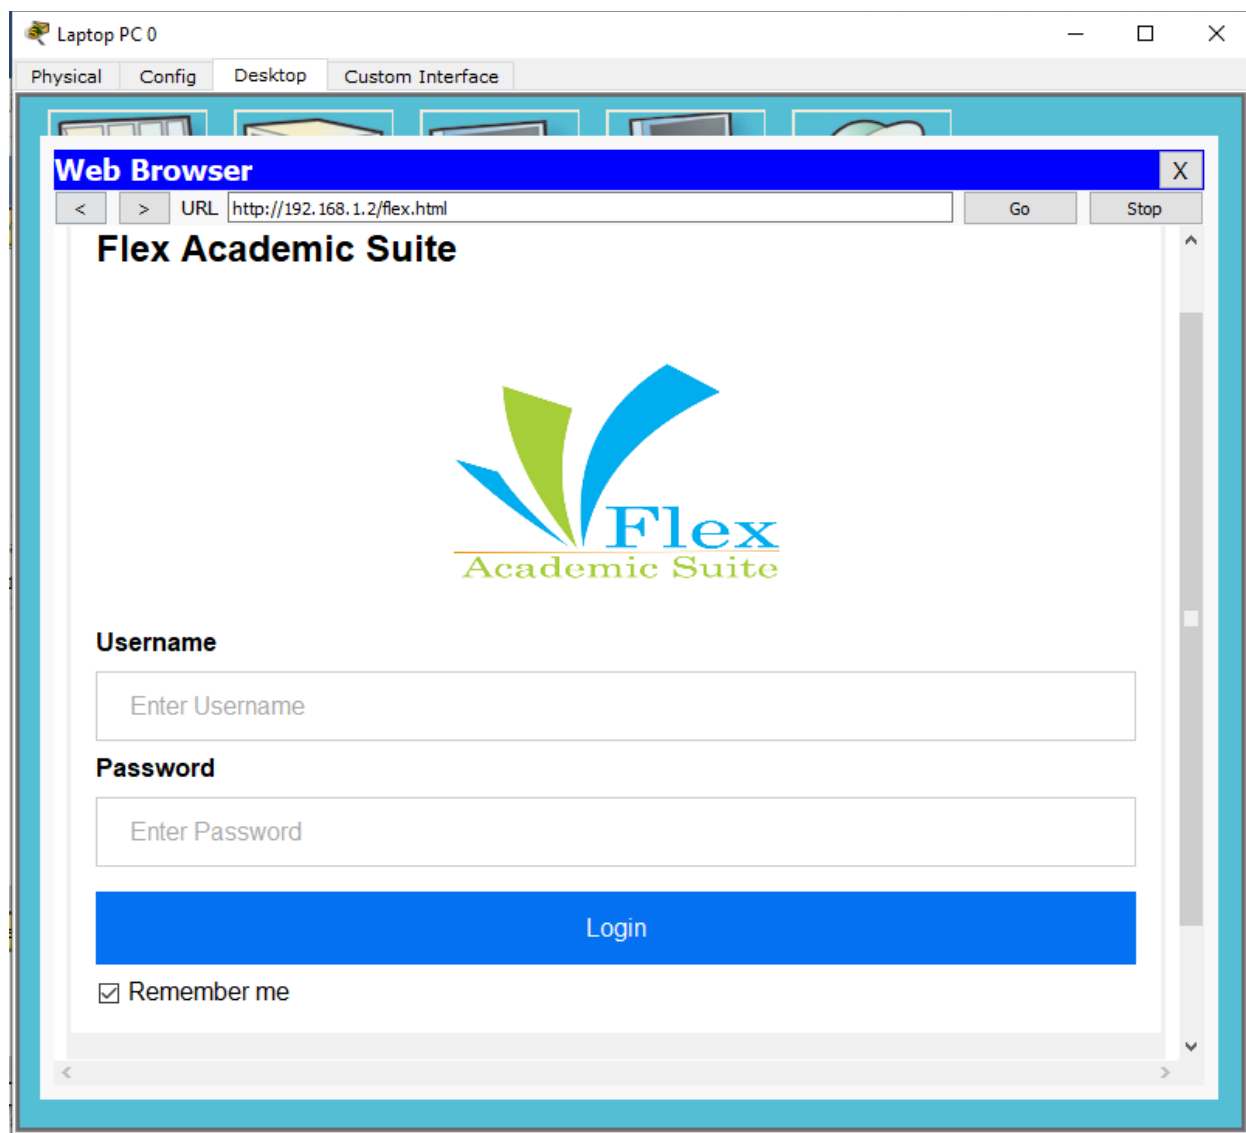 Laptop PC 0
Physical Config Desktop Custom Interface
Web Browser X
< > URL http://192.168.1.2/flex.html Go Stop
Flex Academic Suite
Flex
Academic Suite
Username
Enter Username
Password
Enter Password
Login
Remember me